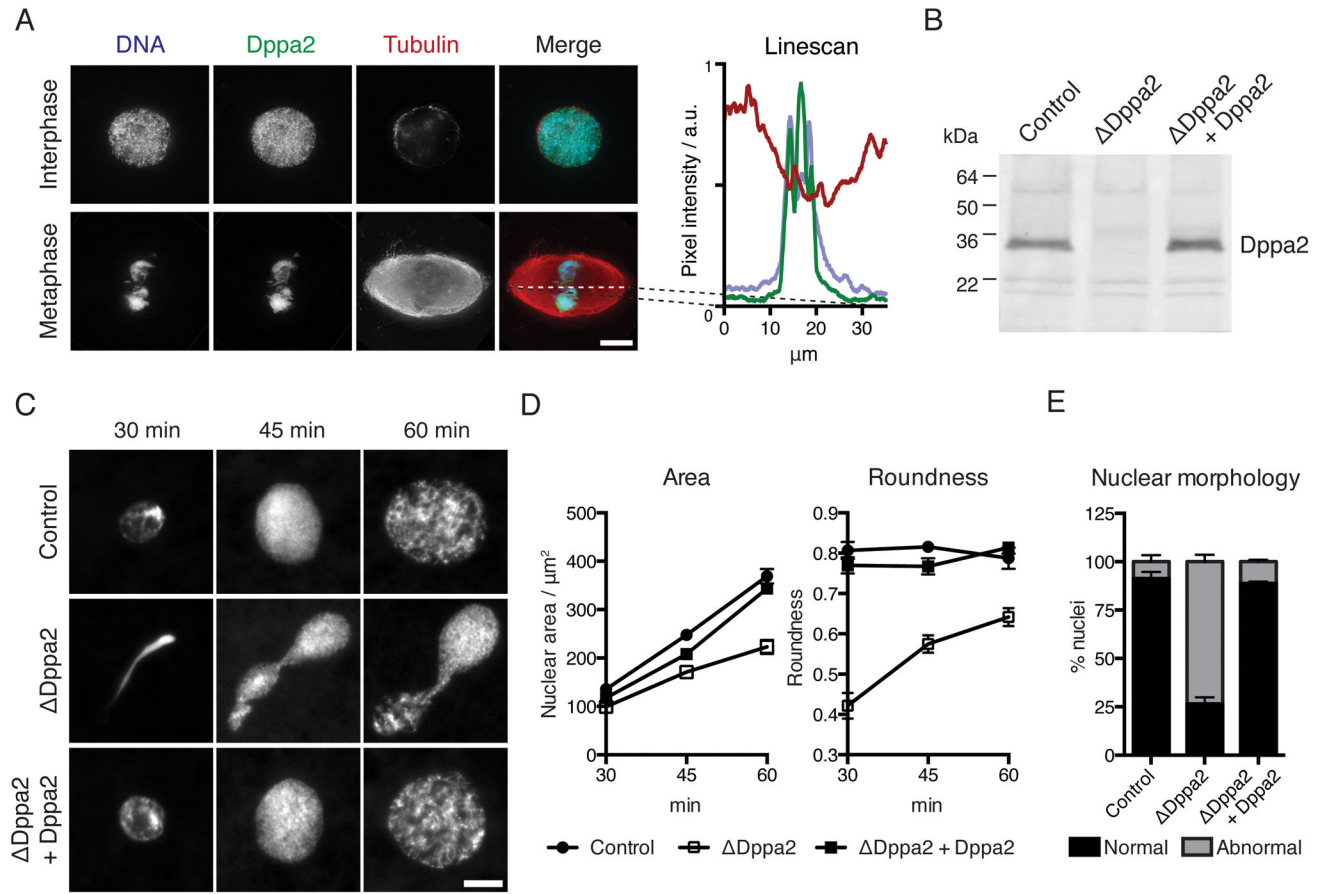 A
DNA
Dppa2
Tubulin
Merge
Interphase
Metaphase
Linescan
Pixel intensity / a.u.
1
0
0
10
20
30
µm
B
Control
ΔDppa2
ΔDppa2
+ Dppa2
kDa
64
50
36
22
Dppa2
C
30 min
45 min
60 min
Control
ΔDppa2
ΔDppa2
+ Dppa2
D
Area
Nuclear area / µm²
500
400
300
200
100
0
30
45
60
min
Roundness
Roundness
0.9
0.8
0.7
0.6
0.5
0.4
0.3
30
45
60
min
Control
ΔDppa2
ΔDppa2 + Dppa2
E
Nuclear morphology
% nuclei
125
100
75
50
25
0
Control
ΔDppa2
ΔDppa2
+ Dppa2
Normal
Abnormal